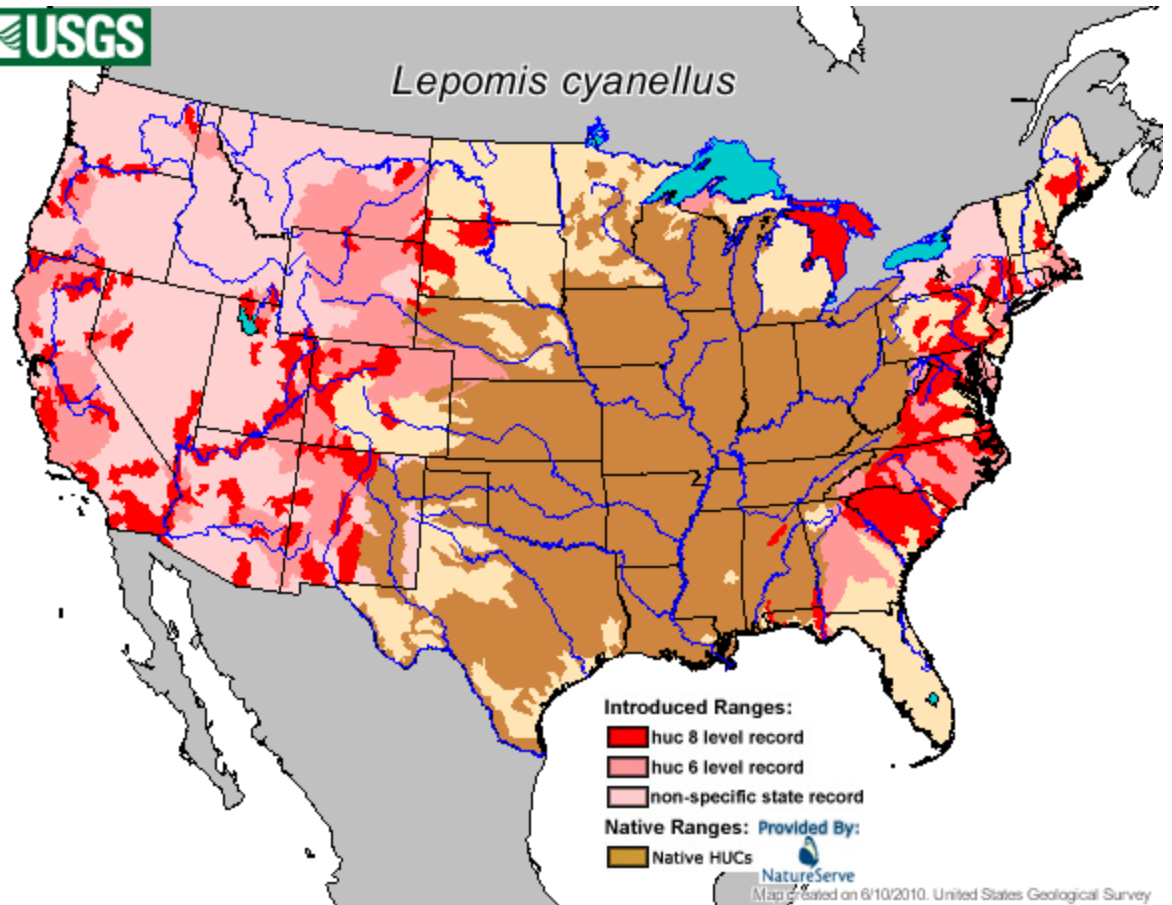 USGS
Lepomis cyanellus
Introduced Ranges:
huc 8 level record
huc 6 level record
non-specific state record
Native Ranges: Provided By:
Native HUCs
NatureServe
Map created on 6/10/2010. United States Geological Survey